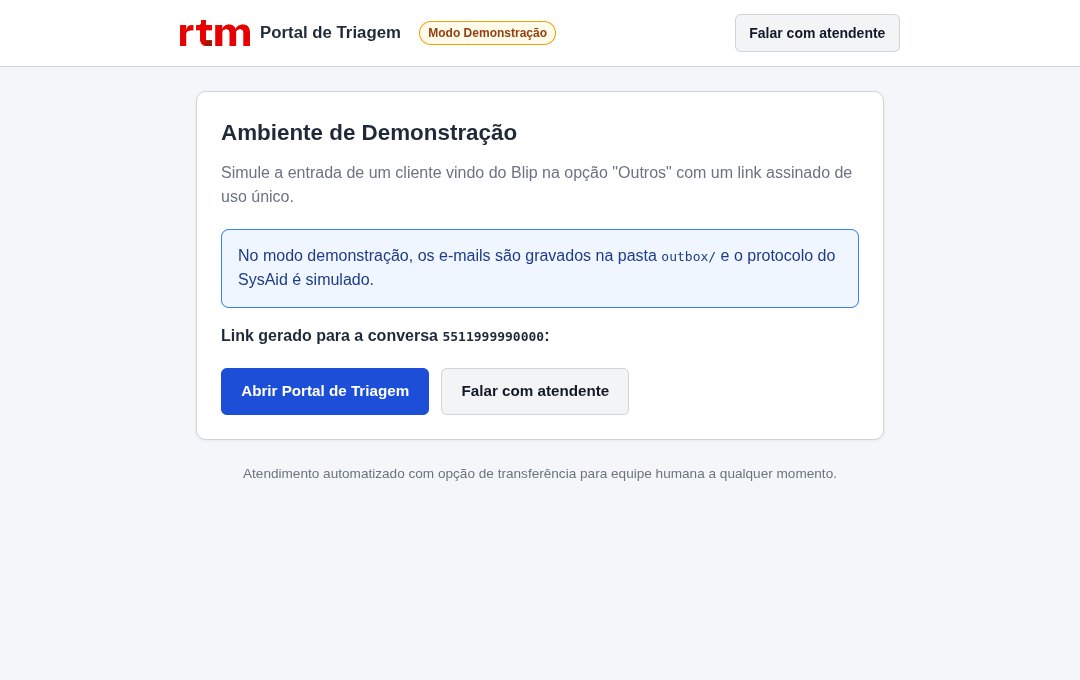 rtm Portal de Triagem Modo Demonstração Falar com atendente
Ambiente de Demonstração
Simule a entrada de um cliente vindo do Blip na opção "Outros" com um link assinado de
uso único.
No modo demonstração, os e-mails são gravados na pasta outbox/ e o protocolo do
SysAid é simulado.
Link gerado para a conversa 5511999990000:
Abrir Portal de Triagem Falar com atendente
Atendimento automatizado com opção de transferência para equipe humana a qualquer momento.